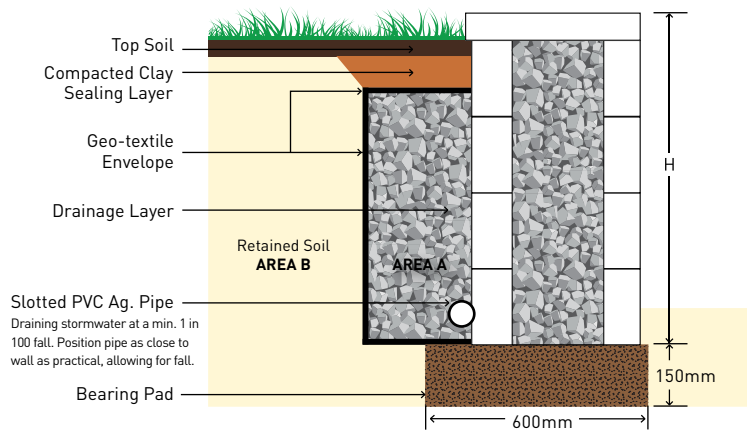 Top Soil
Compacted Clay
Sealing Layer
Geo-textile
Envelope
Drainage Layer
Retained Soil
AREA B
AREA A
Slotted PVC Ag. Pipe
Draining stormwater at a min. 1 in
100 fall. Position pipe as close to
wall as practical, allowing for fall.
Bearing Pad
H
150mm
600mm